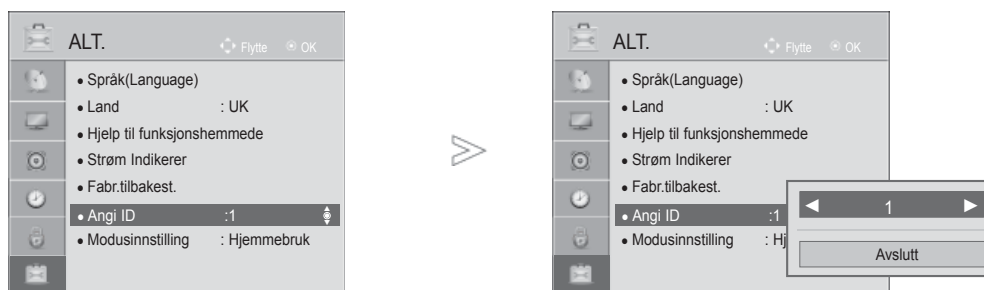 ALT. Flytte OK
• Språk(Language)
• Land : UK
• Hjelp til funksjonshemmede
• Strøm Indikerer
• Fabr.tilbakest.
• Angi ID :1
• Modusinnstilling : Hjemmebruk
ALT. Flytte OK
• Språk(Language)
• Land : UK
• Hjelp til funksjonshemmede
• Strøm Indikerer
• Fabr.tilbakest.
• Angi ID :1
◄ 1 ►
• Modusinnstilling : Hj
Avslutt